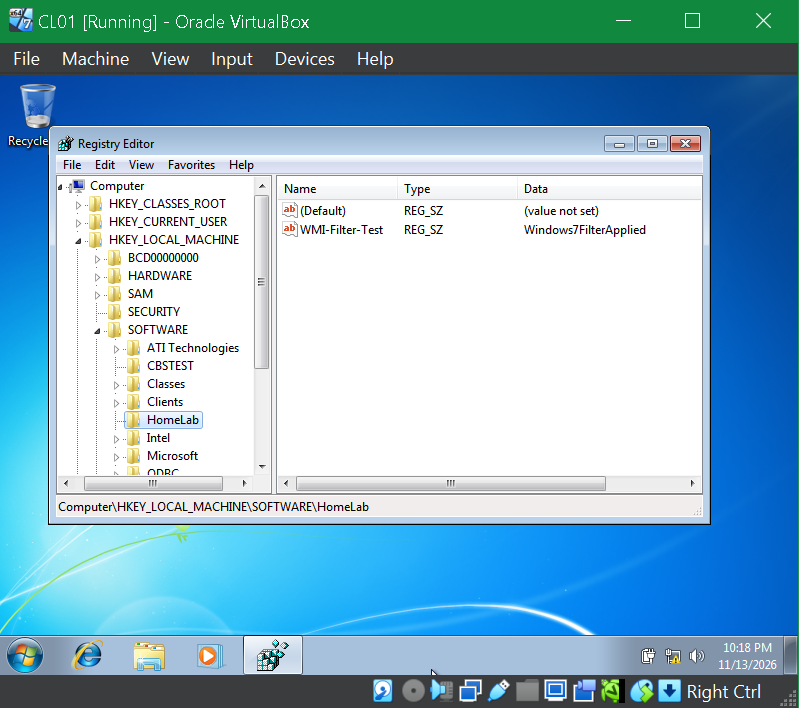 CL01 [Running] - Oracle VirtualBox
File Machine View Input Devices Help
Recycle
Registry Editor
File Edit View Favorites Help
Computer
HKEY_CLASSES_ROOT
HKEY_CURRENT_USER
HKEY_LOCAL_MACHINE
BCD00000000
HARDWARE
SAM
SECURITY
SOFTWARE
ATI Technologies
CBSTEST
Classes
Clients
HomeLab
Intel
Microsoft
ODBC
Name Type Data
(Default) REG_SZ (value not set)
WMI-Filter-Test REG_SZ Windows7FilterApplied
Computer\HKEY_LOCAL_MACHINE\SOFTWARE\HomeLab
10:18 PM
11/13/2026
Right Ctrl